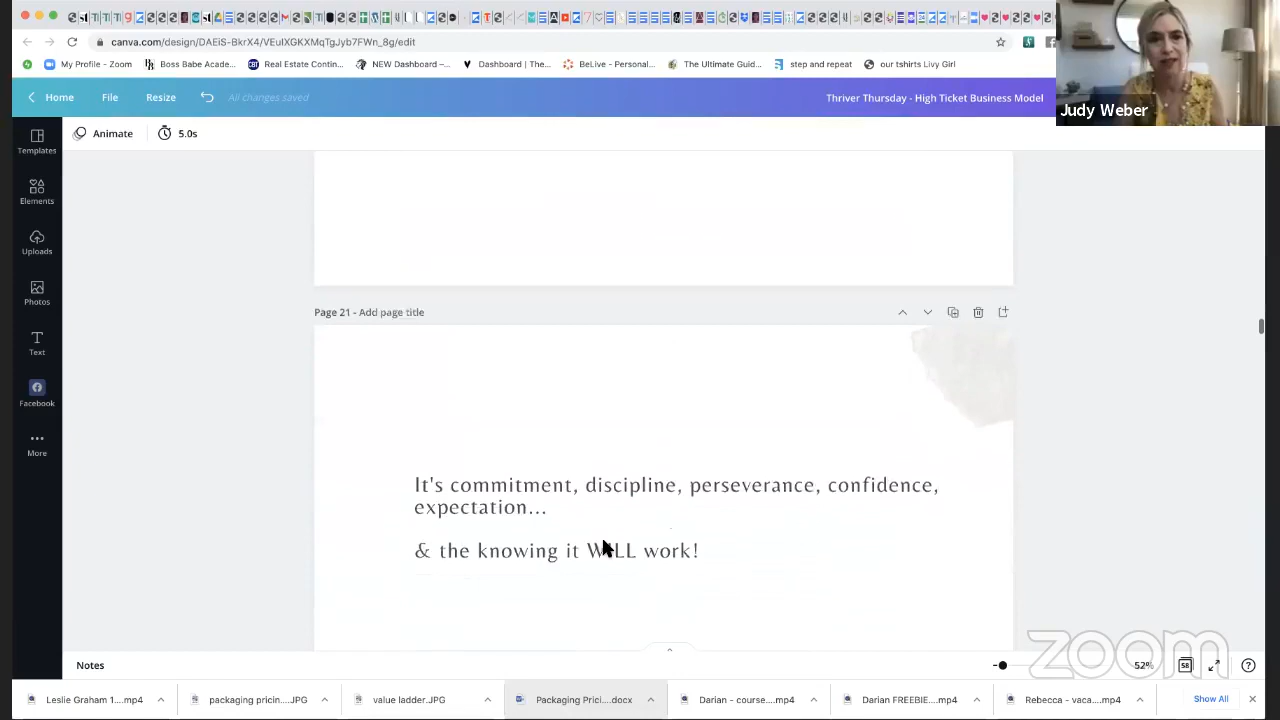 canva.com/design/DAEiS-BkrX4/VEuIXGKXMqTgJyb7FWn_8g/edit
My Profile - Zoom
Boss Babe Acade...
Real Estate Contin...
NEW Dashboard –...
Dashboard | The...
BeLive - Personal...
The Ultimate Guid...
step and repeat
our tshirts Livy Girl
Home
File
Resize
All changes saved
Thriver Thursday - High Ticket Business Model
Judy Weber
Animate
5.0s
Templates
Elements
Uploads
Photos
Text
Facebook
More
Page 21 - Add page title
It's commitment, discipline, perseverance, confidence,
expectation...
& the knowing it WILL work!
Notes
52%
58
zoom
Leslie Graham 1....mp4
packaging pricin....JPG
value ladder.JPG
Packaging Prici....docx
Darian - course....mp4
Darian FREEBIE....mp4
Rebecca - vaca....mp4
Show All